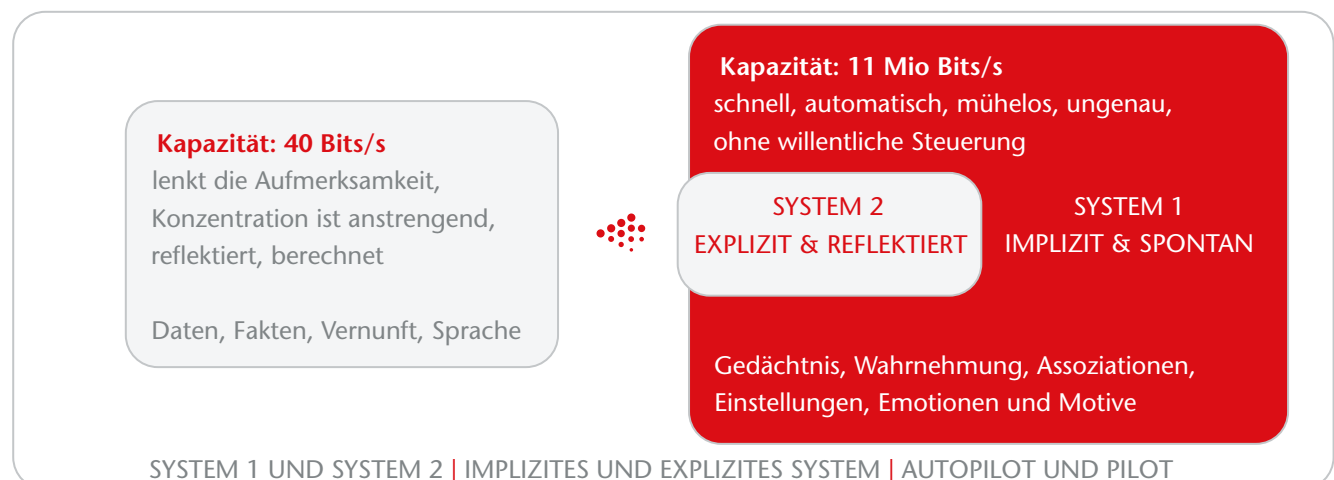 Kapazität: 40 Bits/s
lenkt die Aufmerksamkeit,
Konzentration ist anstrengend,
reflektiert, berechnet
Daten, Fakten, Vernunft, Sprache
Kapazität: 11 Mio Bits/s
schnell, automatisch, mühelos, ungenau,
ohne willentliche Steuerung
SYSTEM 2
EXPLIZIT & REFLEKTIERT
SYSTEM 1
IMPLIZIT & SPONTAN
Gedächtnis, Wahrnehmung, Assoziationen,
Einstellungen, Emotionen und Motive
SYSTEM 1 UND SYSTEM 2 | IMPLIZITES UND EXPLIZITES SYSTEM | AUTOPILOT UND PILOT